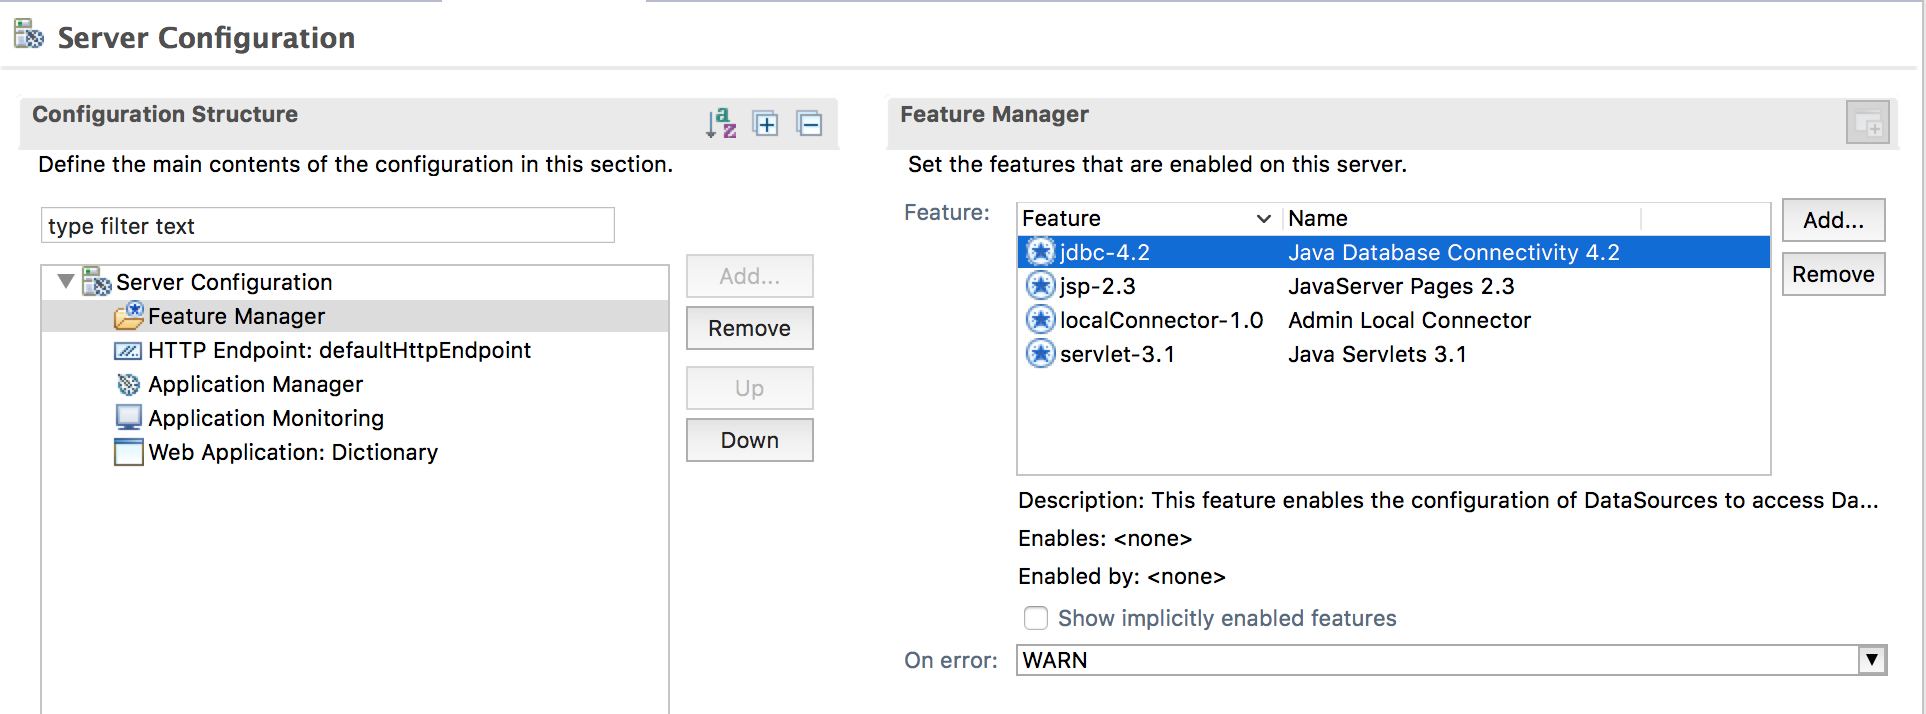 Server Configuration
Configuration Structure
Define the main contents of the configuration in this section.
type filter text
Server Configuration
Feature Manager
HTTP Endpoint: defaultHttpEndpoint
Application Manager
Application Monitoring
Web Application: Dictionary
Add...
Remove
Up
Down
Feature Manager
Set the features that are enabled on this server.
Feature:
Feature Name
jdbc-4.2 Java Database Connectivity 4.2
jsp-2.3 JavaServer Pages 2.3
localConnector-1.0 Admin Local Connector
servlet-3.1 Java Servlets 3.1
Add...
Remove
Description: This feature enables the configuration of DataSources to access Da...
Enables: <none>
Enabled by: <none>
Show implicitly enabled features
On error: WARN